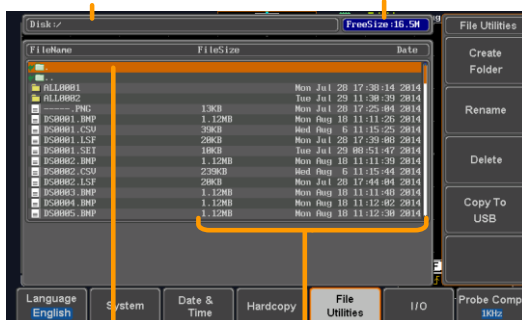 Disk:/ FreeSize:16.5M File Utilities
FileName FileSize Date
Create
Folder
.
..
ALL0001 Mon Jul 28 17:38:14 2014
ALL0002 Tue Jul 29 11:30:39 2014
-----.PNG 13KB Mon Jul 28 17:25:04 2014
DS0001.BMP 1.12MB Mon Aug 18 11:11:26 2014
DS0001.CSV 39KB Wed Aug 6 11:15:25 2014
DS0001.LSF 20KB Mon Jul 28 17:39:08 2014
DS0001.SET 10KB Tue Jul 29 08:51:47 2014
DS0002.BMP 1.12MB Mon Aug 18 11:11:39 2014
DS0002.CSV 239KB Wed Aug 6 11:15:44 2014
DS0002.LSF 20KB Mon Jul 28 17:44:04 2014
DS0003.BMP 1.12MB Mon Aug 18 11:11:48 2014
DS0004.BMP 1.12MB Mon Aug 18 11:12:02 2014
DS0005.BMP 1.12MB Mon Aug 18 11:12:30 2014
Rename
Delete
Copy To
USB
Language
English
System
Date &
Time
Hardcopy
File
Utilities
I/O
Probe Comp
1KHz